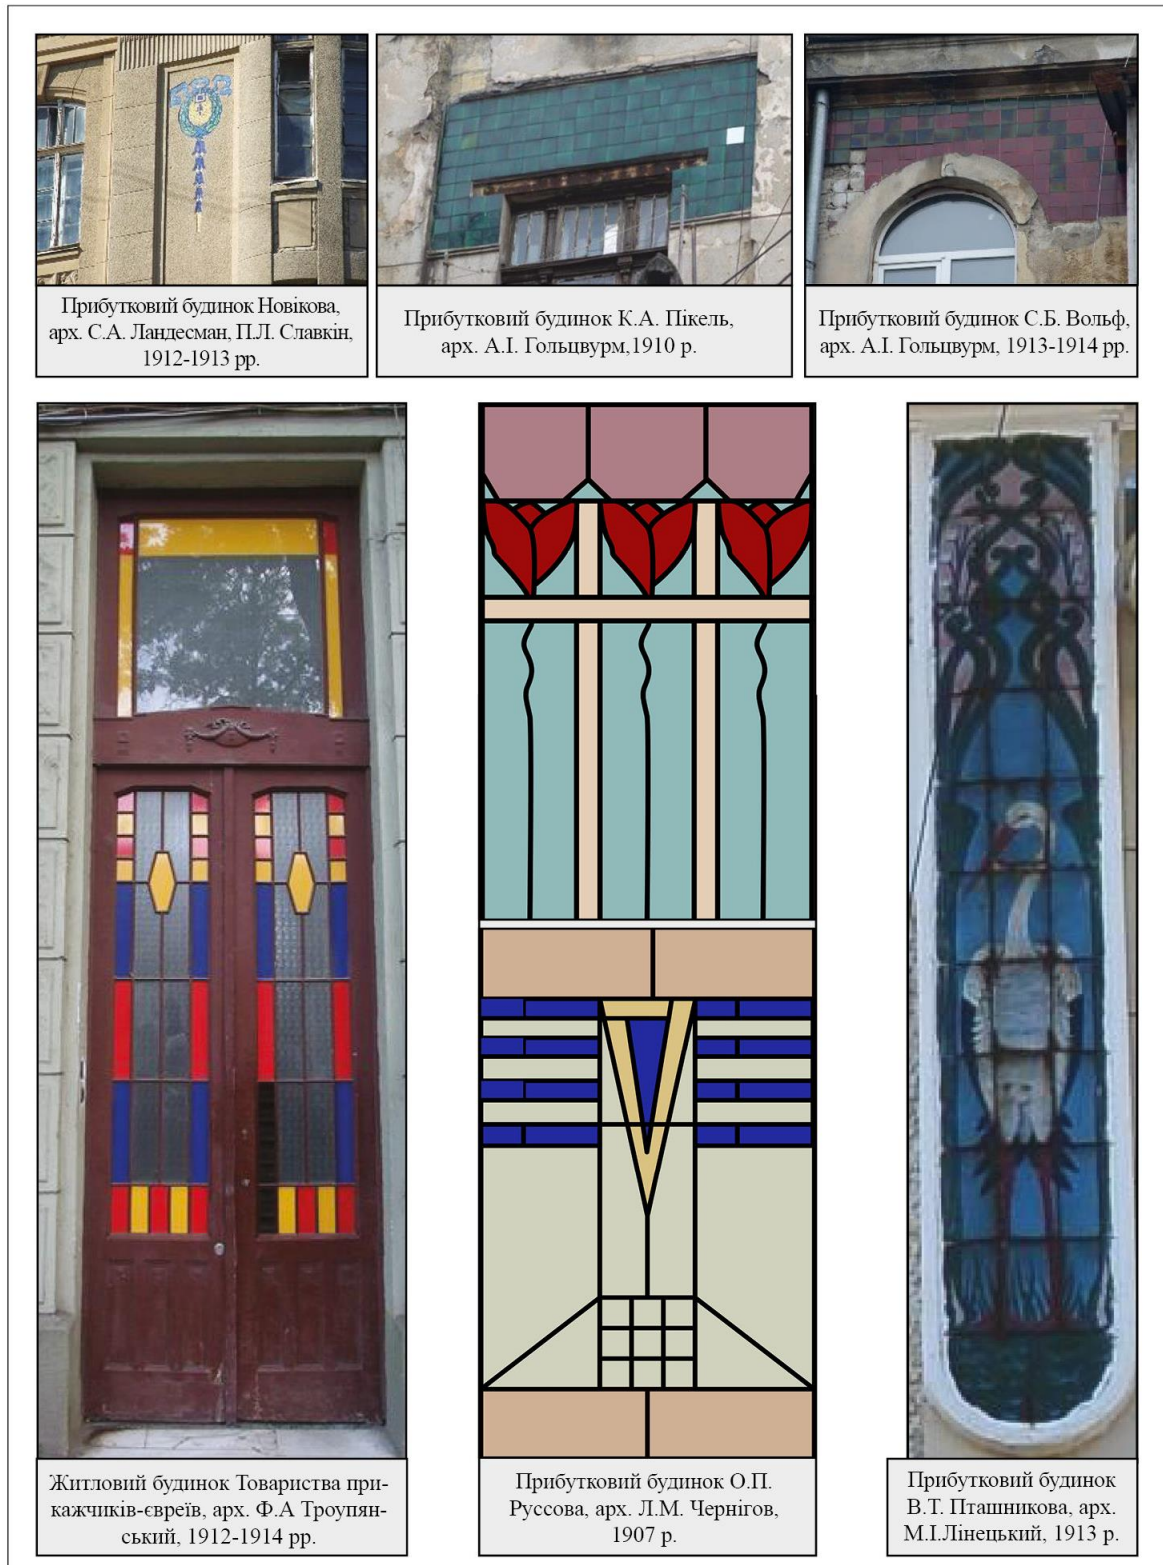 Прибутковий будинок Новікова,
арх. С.А. Ландесман, П.Л. Славкін,
1912-1913 рр.
Прибутковий будинок К.А. Пікель,
арх. А.І. Гольцвурм,1910 р.
Прибутковий будинок С.Б. Вольф,
арх. А.І. Гольцвурм, 1913-1914 рр.
Житловий будинок Товариства при-
кажчиків-євреїв, арх. Ф.А Троупян-
ський, 1912-1914 рр.
Прибутковий будинок О.П.
Руссова, арх. Л.М. Чернігов,
1907 р.
Прибутковий будинок
В.Т. Пташникова, арх.
М.І.Лінецький, 1913 р.